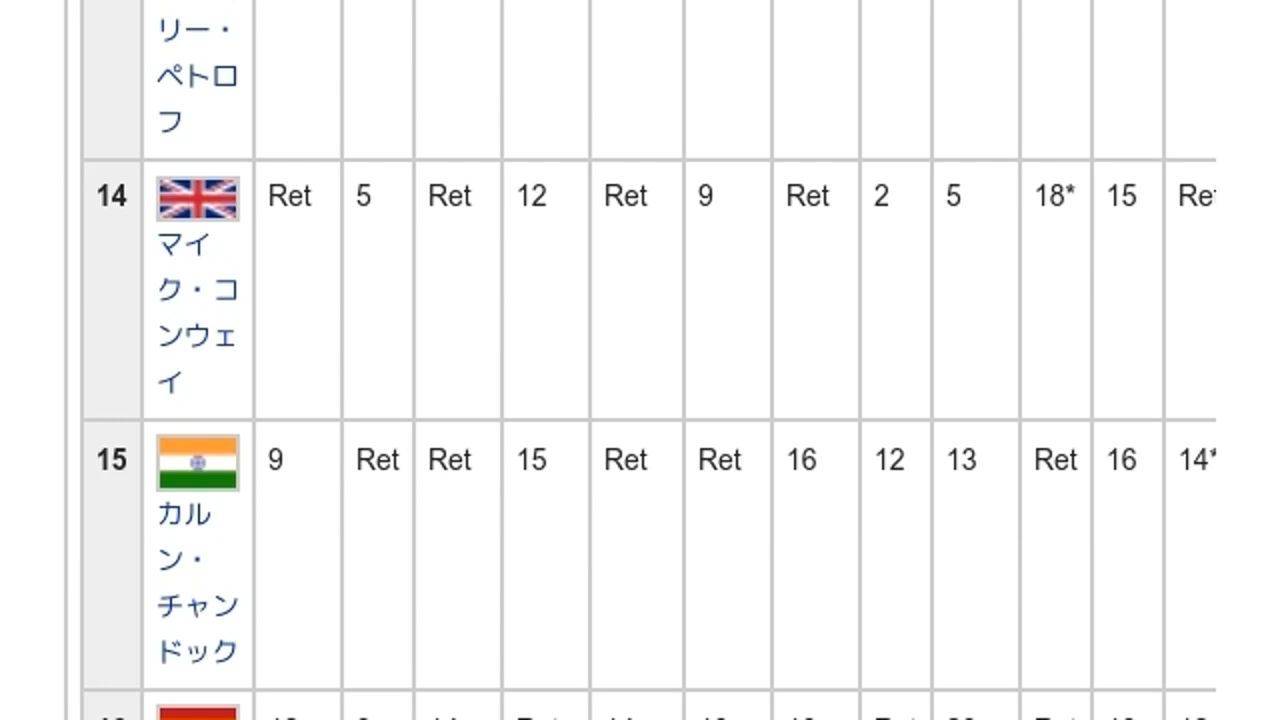 リー・
ペトロ
フ
14 Ret 5 Ret 12 Ret 9 Ret 2 5 18* 15
マイ
ク・コ
ンウェ
イ
15 9 Ret Ret 15 Ret Ret 16 12 13 Ret 16 14*
カル
ン・
チャン
ドック